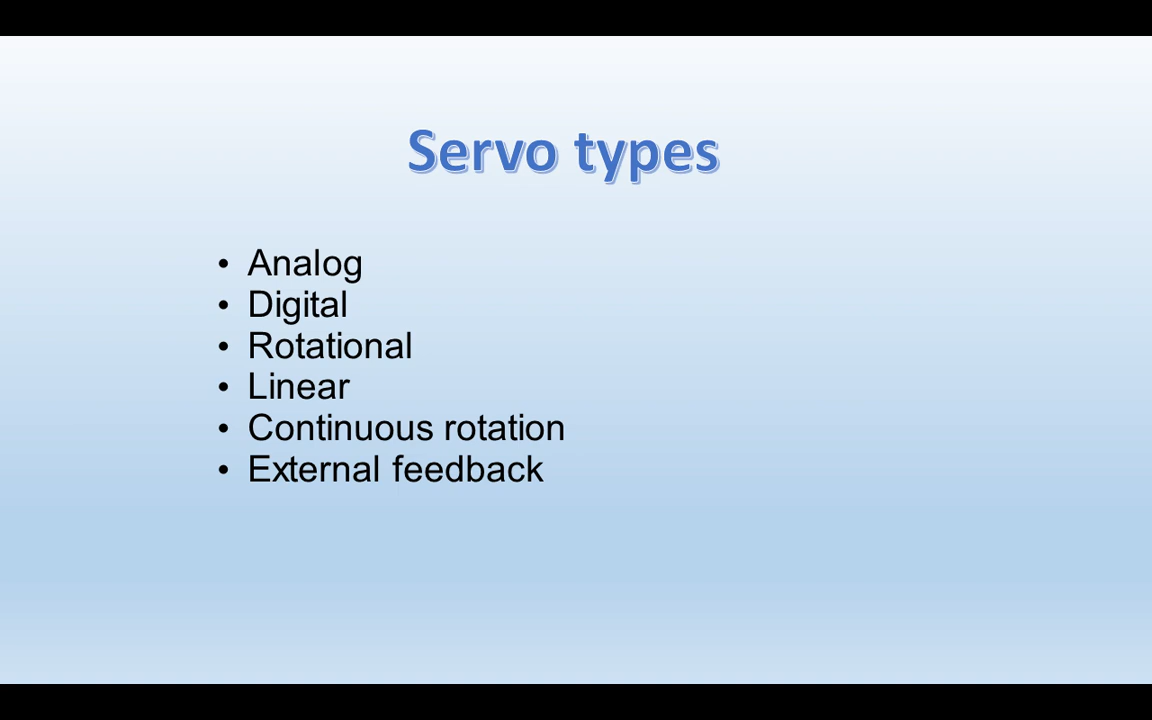 Servo types
• Analog
• Digital
• Rotational
• Linear
• Continuous rotation
• External feedback